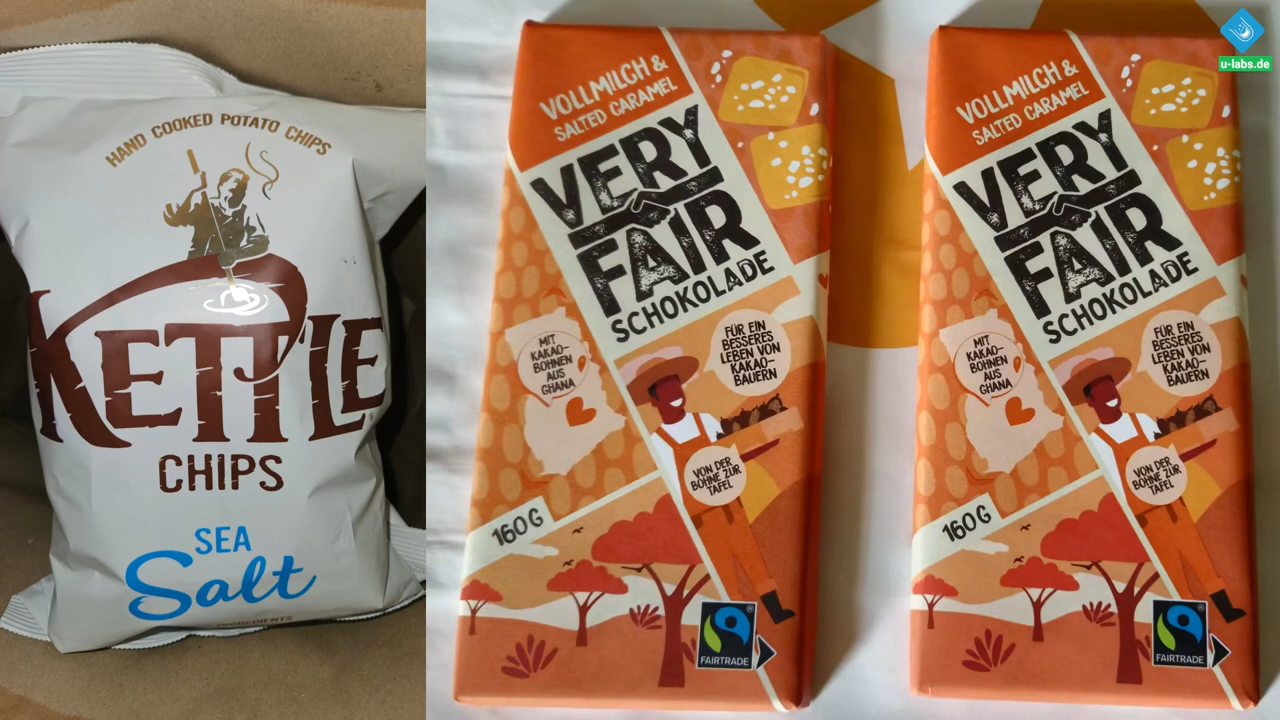 HAND COOKED POTATO CHIPS
KETTLE
CHIPS
SEA
Salt
VOLLMILCH &
SALTED CARAMEL
VERY
FAIR
SCHOKOLADE
MIT
KAKAO-
BOHNEN
AUS
GHANA
FÜR EIN
BESSERES
LEBEN VON
KAKAO-
BAUERN
VON DER
BOHNE ZUR
TAFEL
160G
FAIRTRADE
VOLLMILCH &
SALTED CARAMEL
VERY
FAIR
SCHOKOLADE
MIT
KAKAO-
BOHNEN
AUS
GHANA
FÜR EIN
BESSERES
LEBEN VON
KAKAO-
BAUERN
VON DER
BOHNE ZUR
TAFEL
160G
FAIRTRADE
u-labs.de